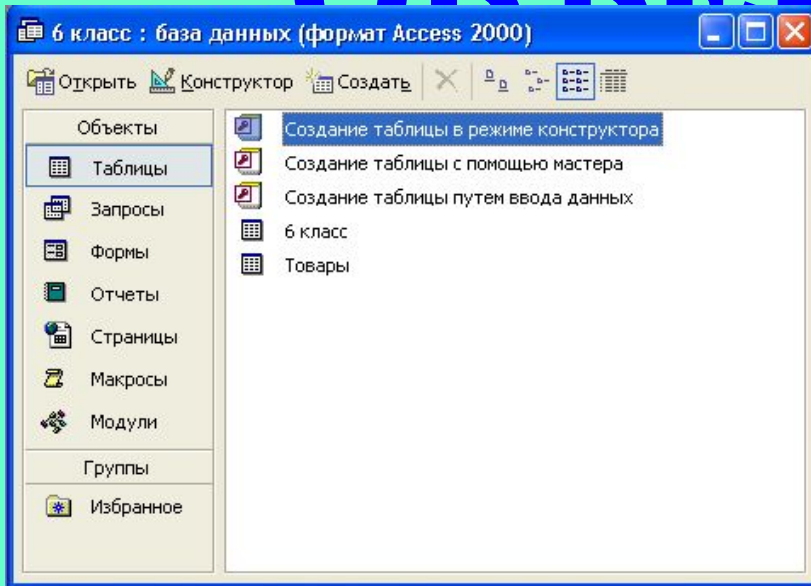 6 класс : база данных (формат Access 2000)
Открыть Конструктор Создать
Объекты
Таблицы
Запросы
Формы
Отчеты
Страницы
Макросы
Модули
Группы
Избранное
Создание таблицы в режиме конструктора
Создание таблицы с помощью мастера
Создание таблицы путем ввода данных
6 класс
Товары